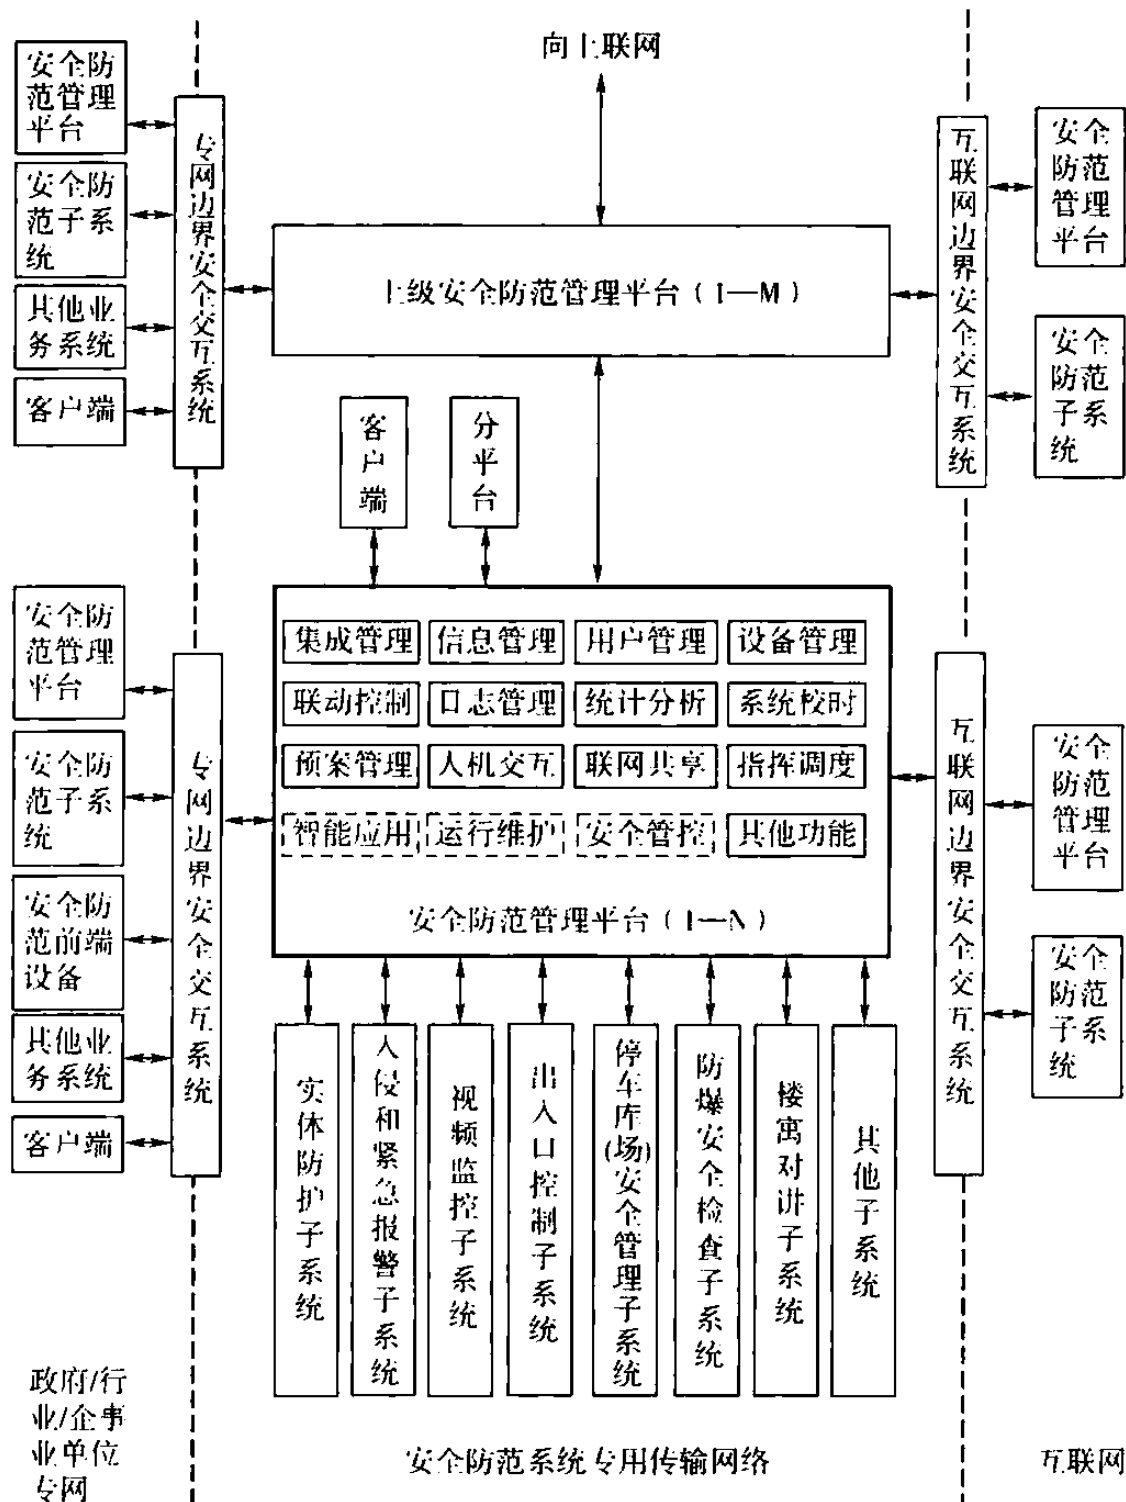 向上联网
安全防
范管理
平台
安全防
范子系
统
其他业
务系统
客户端
专网边界安全交互系统
上级安全防范管理平台（1—M）
互联网边界安全交互系统
安全
防范
管理
平台
安全
防范
子系
统
客户端
分平台
安全防
范管理
平台
安全防
范子系
统
安全防
范前端
设备
其他业
务系统
客户端
专网边界安全交互系统
集成管理 信息管理 用户管理 设备管理
联动控制 日志管理 统计分析 系统校时
预案管理 人机交互 联网共享 指挥调度
智能应用 运行维护 安全管控 其他功能
安全防范管理平台（1—N）
互联网边界安全交互系统
安全
防范
管理
平台
安全
防范
子系
统
实体防护子系统
入侵和紧急报警子系统
视频监控子系统
出入口控制子系统
停车库(场)安全管理子系统
防爆安全检查子系统
楼寓对讲子系统
其他子系统
政府/行
业/企事
业单位
专网
安全防范系统专用传输网络
互联网